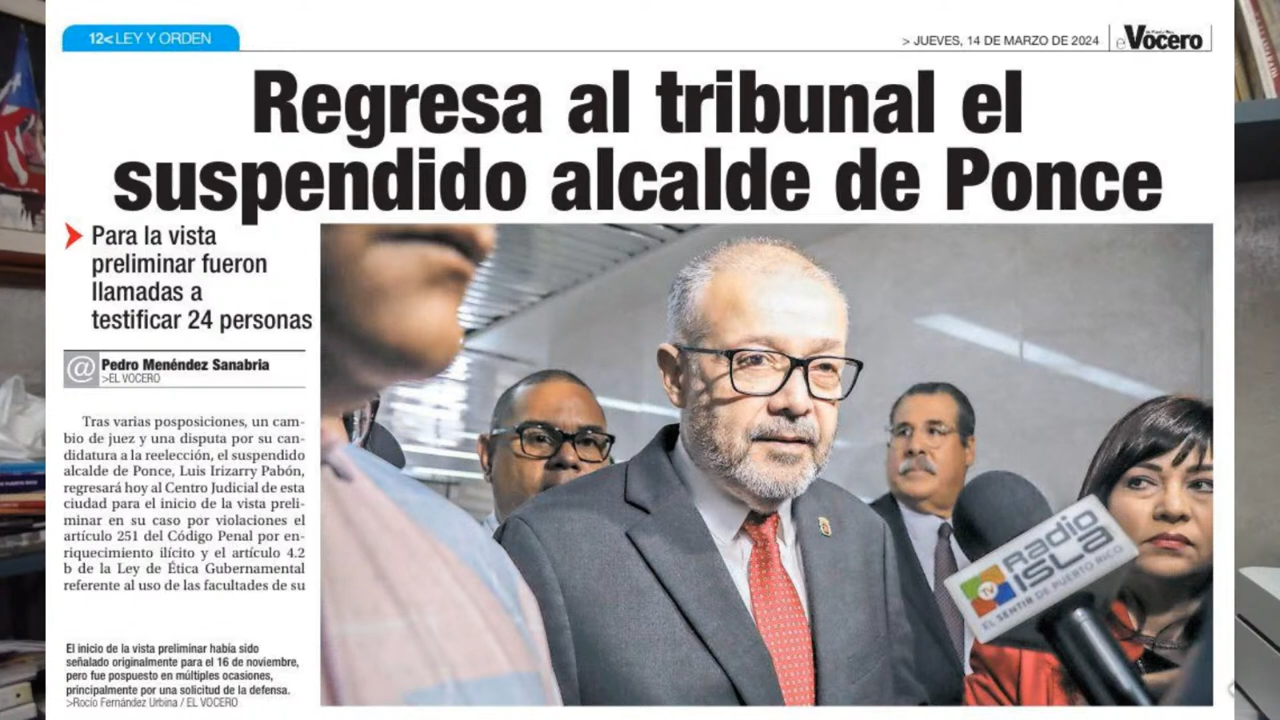 12< LEY Y ORDEN
> JUEVES, 14 DE MARZO DE 2024
el Vocero
Regresa al tribunal el
suspendido alcalde de Ponce
Para la vista
preliminar fueron
llamadas a
testificar 24 personas
@ Pedro Menéndez Sanabria
>EL VOCERO
Tras varias posposiciones, un cam-
bio de juez y una disputa por su can-
didatura a la reelección, el suspendido
alcalde de Ponce, Luis Irizarry Pabón,
regresará hoy al Centro Judicial de esta
ciudad para el inicio de la vista preli-
minar en su caso por violaciones el
artículo 251 del Código Penal por en-
riquecimiento ilícito y el artículo 4.2
b de la Ley de Ética Gubernamental
referente al uso de las facultades de su
El inicio de la vista preliminar había sido
señalado originalmente para el 16 de noviembre,
pero fue pospuesto en múltiples ocasiones,
principalmente por una solicitud de la defensa.
>Rocío Fernández Urbina / EL VOCERO
Radio
ISLA
TV
EL SENTIR DE PUERTO RICO